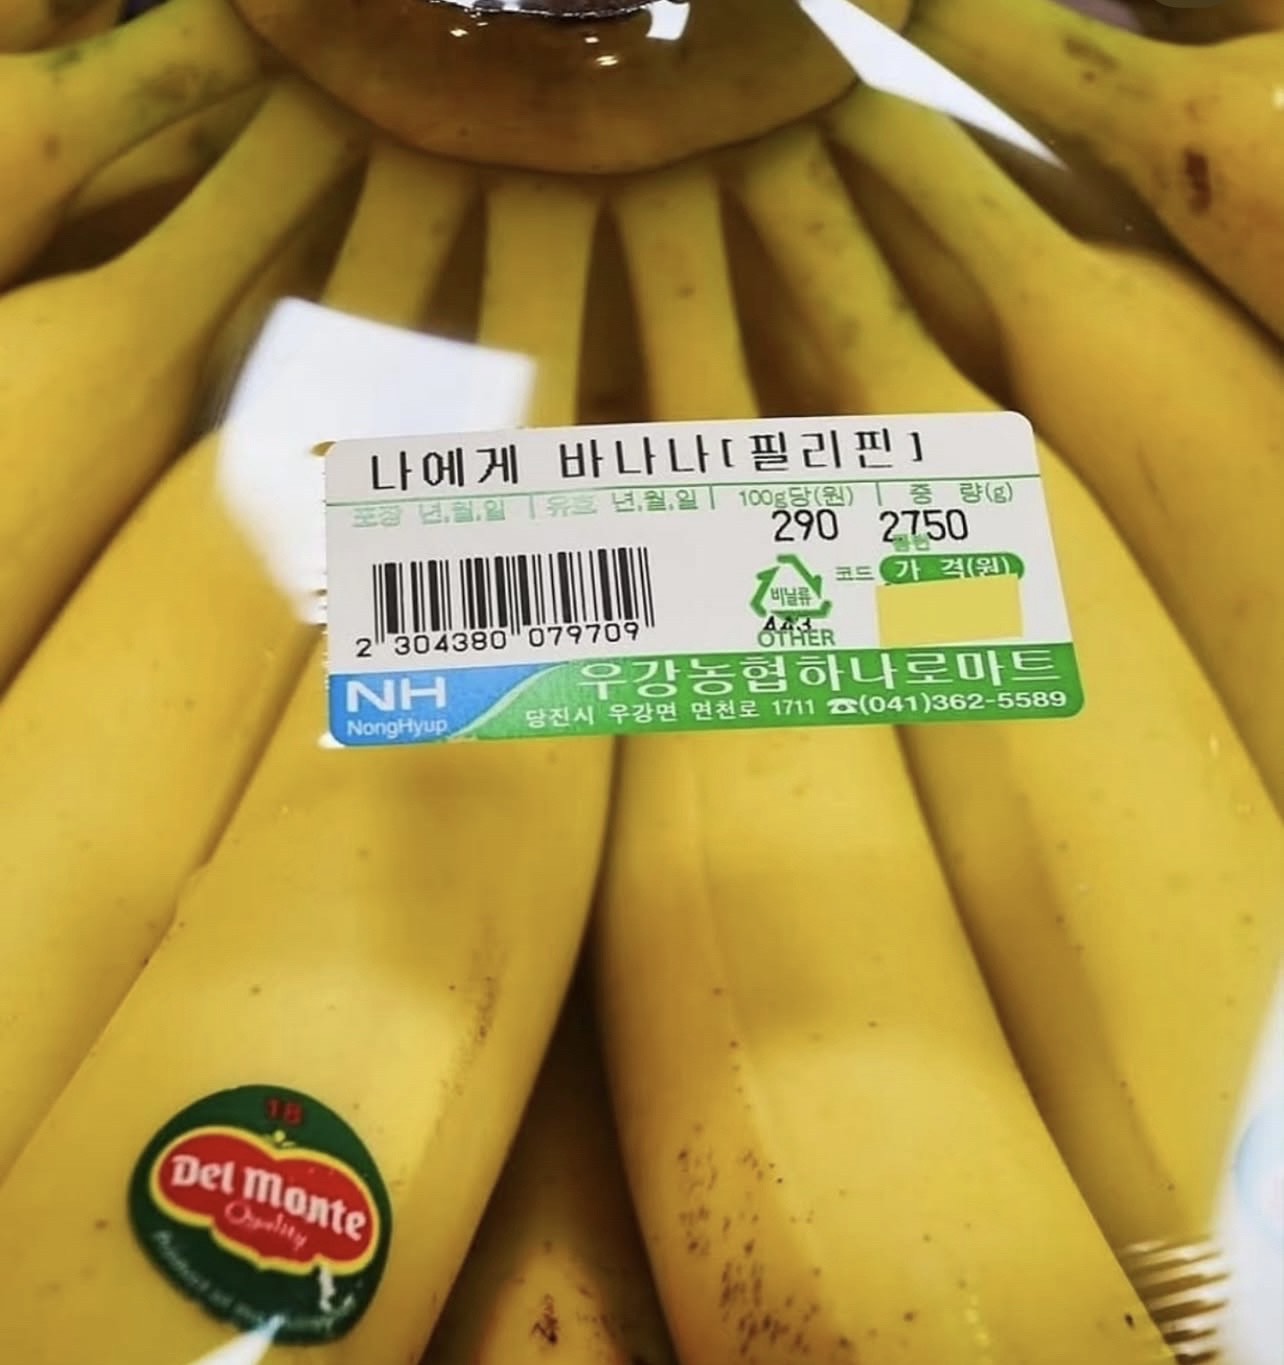 나에게 바나나[필리핀]
포장 년,월,일 | 유효 년,월,일 | 100g당(원) | 중 량(g)
290 2750
비닐류 코드 가 격(원)
OTHER
2 304380 079709
NH 우강농협하나로마트
NongHyup 당진시 우강면 면천로 1711 ☎(041)362-5589
18
Del Monte
Quality